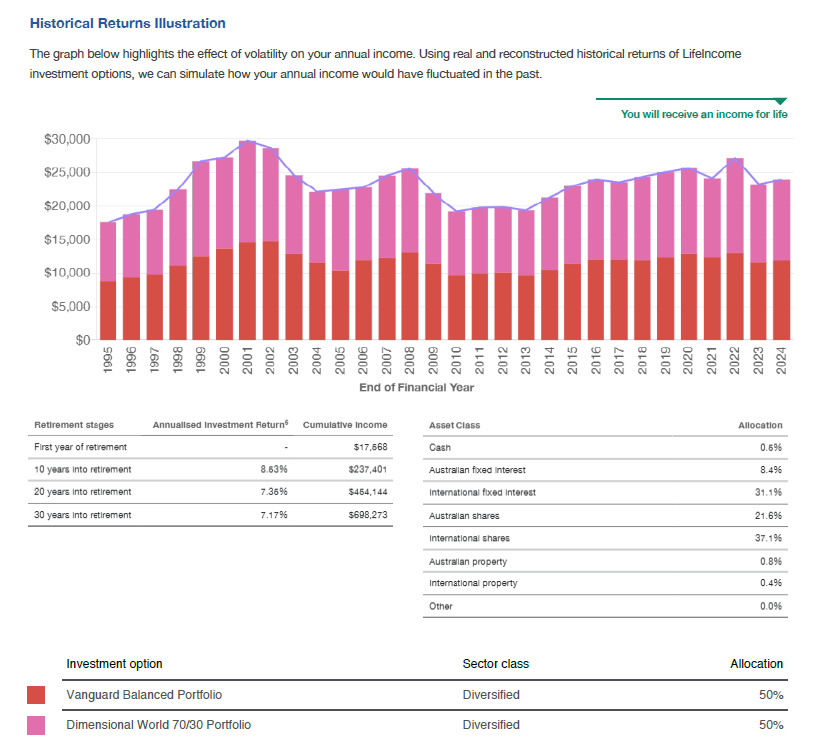 Historical Returns Illustration
The graph below highlights the effect of volatility on your annual income. Using real and reconstructed historical returns of LifeIncome
investment options, we can simulate how your annual income would have fluctuated in the past.
You will receive an income for life
$30,000
$25,000
$20,000
$15,000
$10,000
$5,000
$0
1995 1996 1997 1998 1999 2000 2001 2002 2003 2004 2005 2006 2007 2008 2009 2010 2011 2012 2013 2014 2015 2016 2017 2018 2019 2020 2021 2022 2023 2024
End of Financial Year
Retirement stages Annualised Investment Return⁶ Cumulative Income
First year of retirement - $17,668
10 years into retirement 8.63% $237,401
20 years into retirement 7.36% $464,144
30 years into retirement 7.17% $698,273
Asset Class Allocation
Cash 0.6%
Australian fixed interest 8.4%
International fixed interest 31.1%
Australian shares 21.6%
International shares 37.1%
Australian property 0.8%
International property 0.4%
Other 0.0%
Investment option Sector class Allocation
Vanguard Balanced Portfolio Diversified 50%
Dimensional World 70/30 Portfolio Diversified 50%